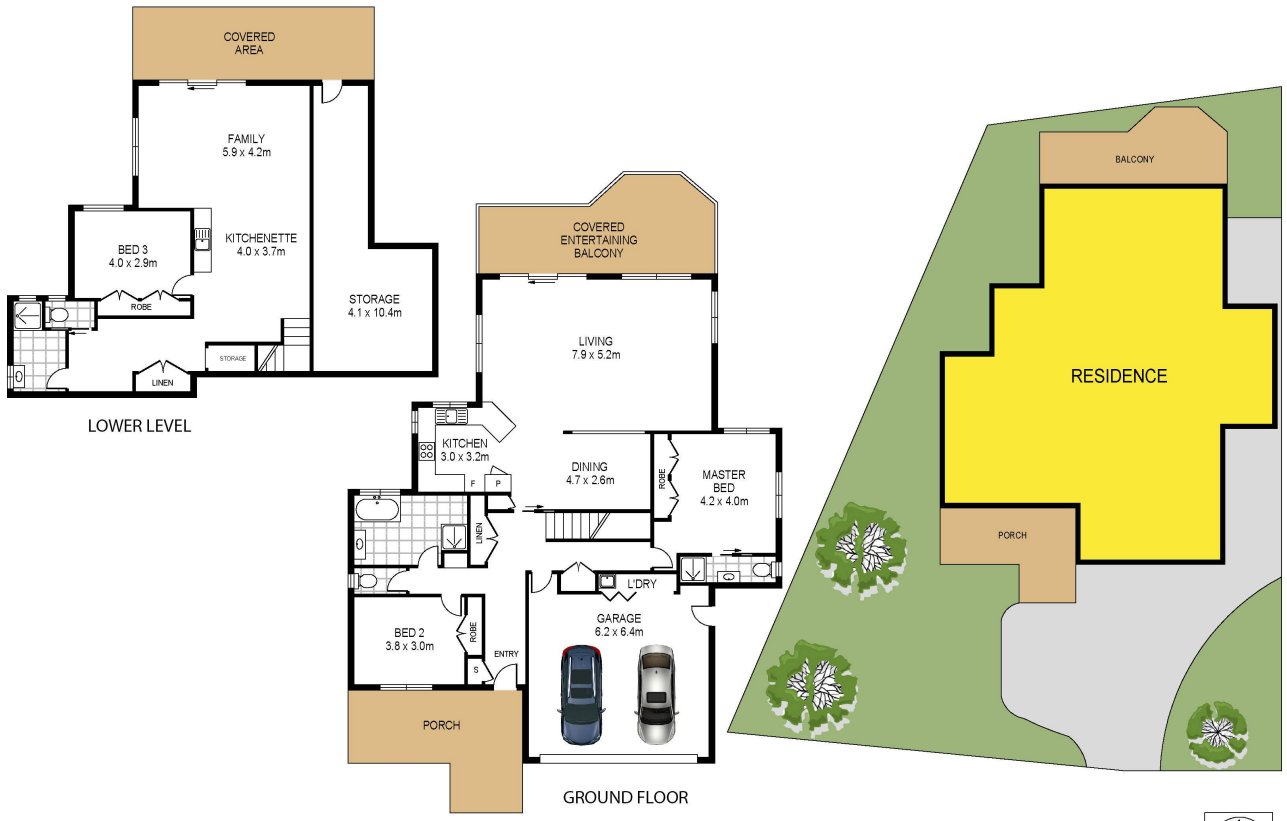 COVERED
AREA
FAMILY
5.9 x 4.2m
KITCHENETTE
4.0 x 3.7m
BED 3
4.0 x 2.9m
ROBE
STORAGE
4.1 x 10.4m
STORAGE
LINEN
LOWER LEVEL
COVERED
ENTERTAINING
BALCONY
LIVING
7.9 x 5.2m
KITCHEN
3.0 x 3.2m
F
P
DINING
4.7 x 2.6m
ROBE
MASTER
BED
4.2 x 4.0m
LINEN
L'DRY
GARAGE
6.2 x 6.4m
BED 2
3.8 x 3.0m
ROBE
S
ENTRY
PORCH
GROUND FLOOR
BALCONY
RESIDENCE
PORCH